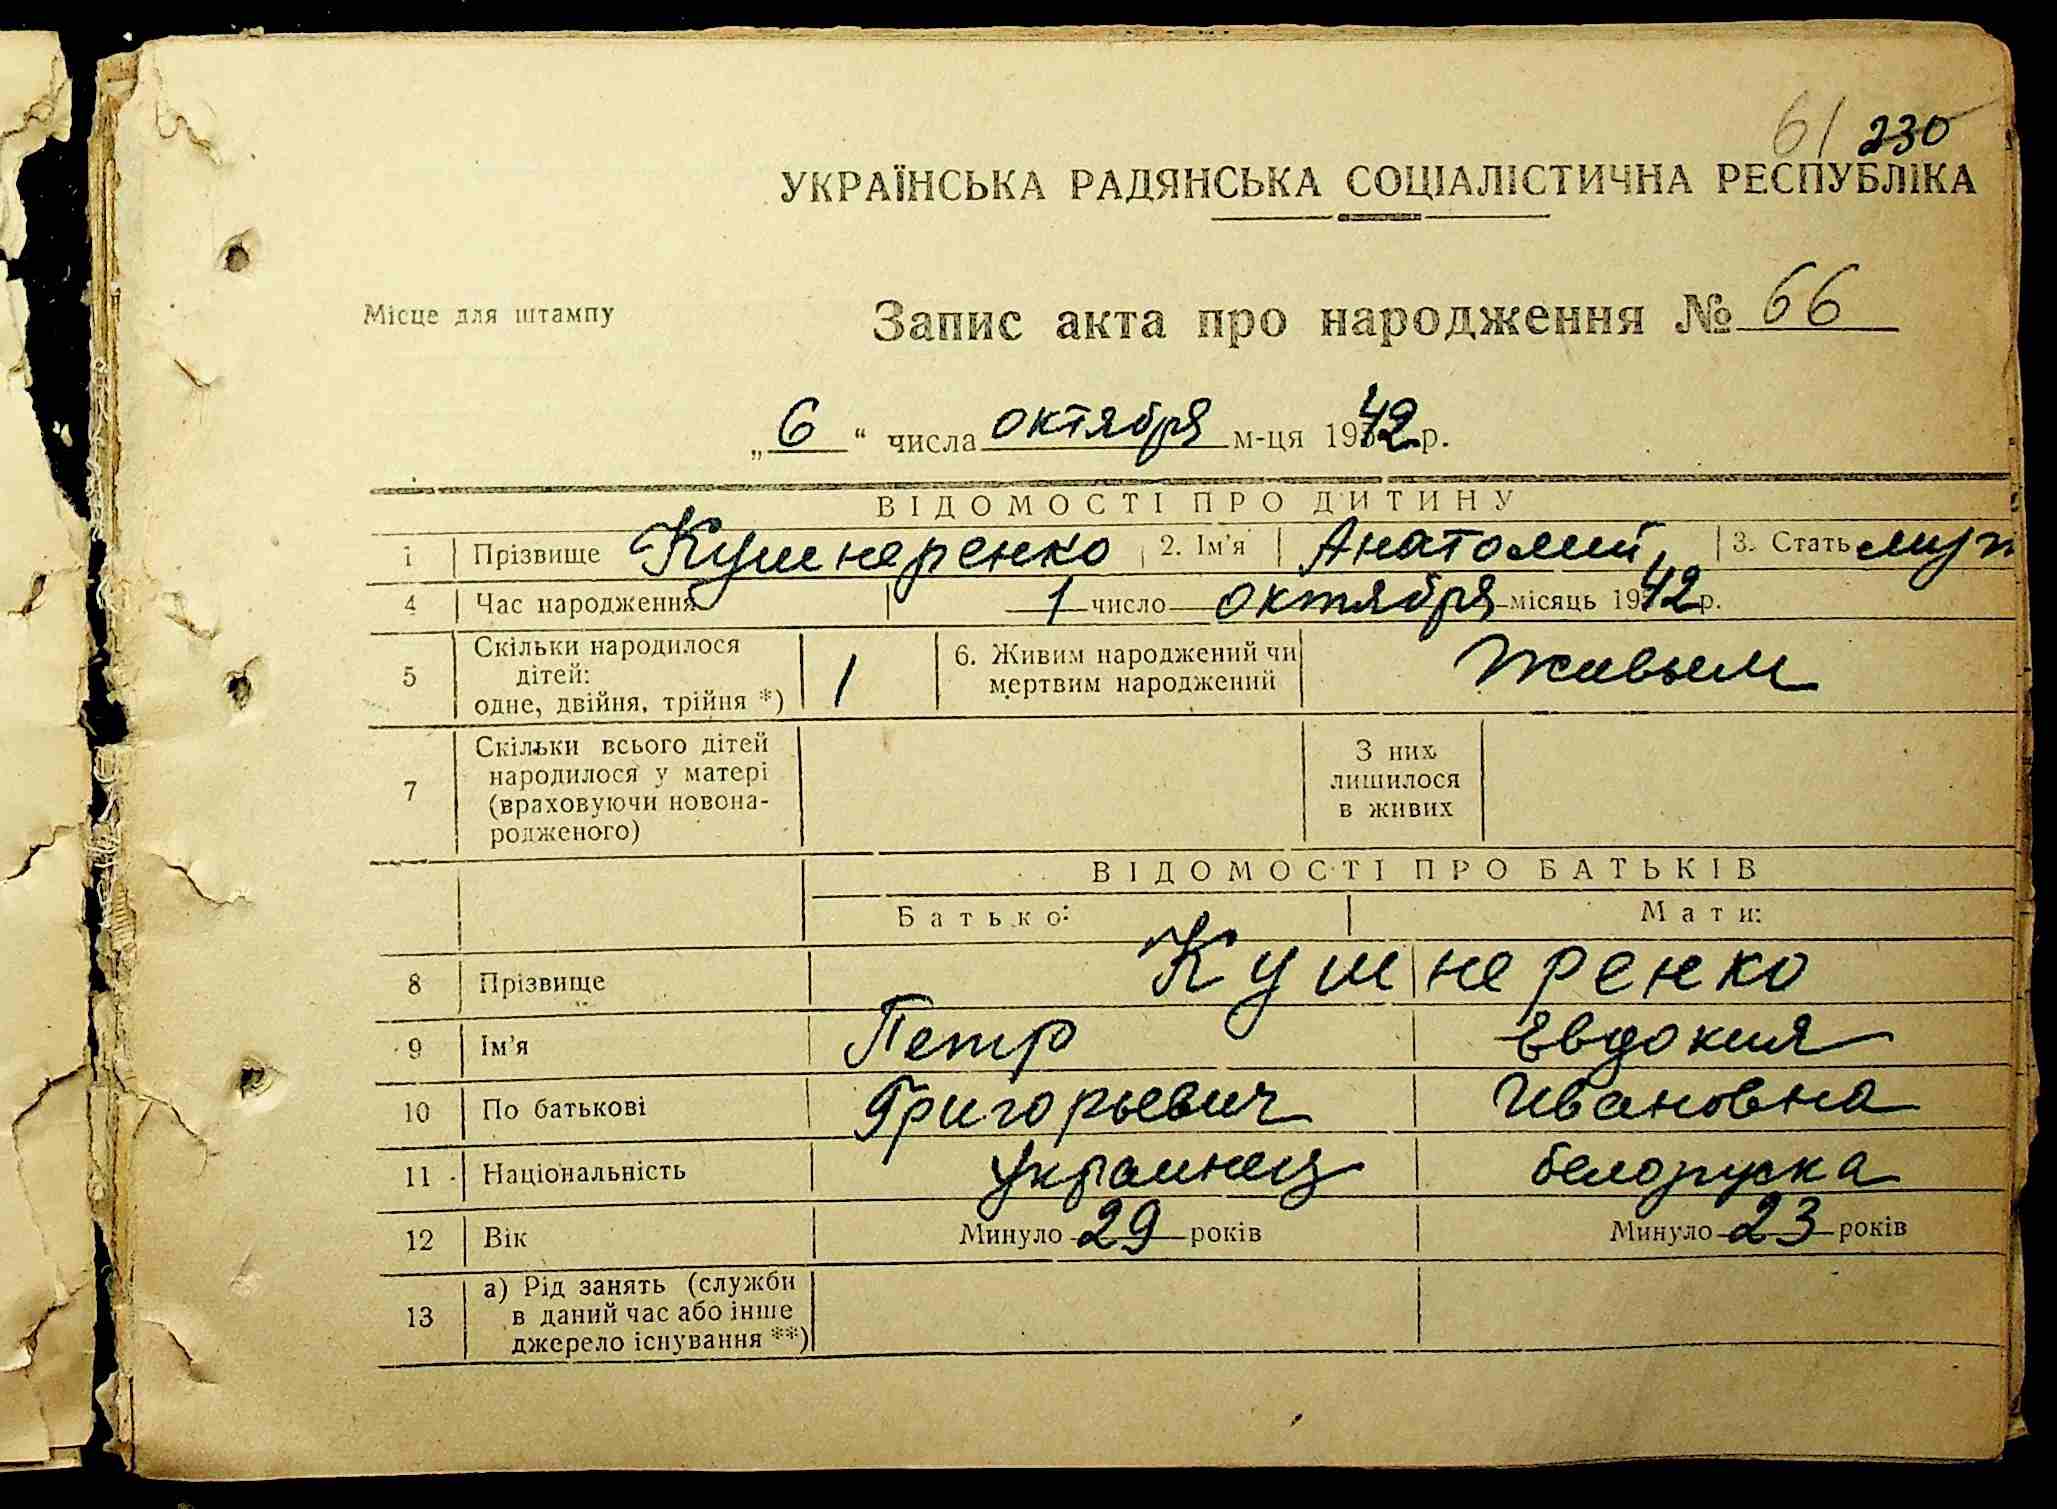 61 230
УКРАЇНСЬКА РАДЯНСЬКА СОЦІАЛІСТИЧНА РЕСПУБЛІКА
Місце для штампу
Запис акта про народження № 66
„6“ числа октября м-ця 1942 р.
ВІДОМОСТІ ПРО ДИТИНУ
1 Прізвище Кушнеренко 2. Ім’я Анатолий 3. Стать муж
4 Час народження 1 число октября місяць 1942 р.
5 Скільки народилося дітей: одне, двійня, трійня *) 1 6. Живим народжений чи мертвим народжений Живым
7 Скільки всього дітей народилося у матері (враховуючи новона-родженого) З них лишилося в живих
ВІДОМОСТІ ПРО БАТЬКІВ
Батько: Мати:
8 Прізвище Кушнеренко
9 Ім’я Петр Евдокия
10 По батькові Григорьевич Ивановна
11 Національність Украинец белоруска
12 Вік Минуло 29 років Минуло 23 років
13 а) Рід занять (служби в даний час або інше джерело існування **)